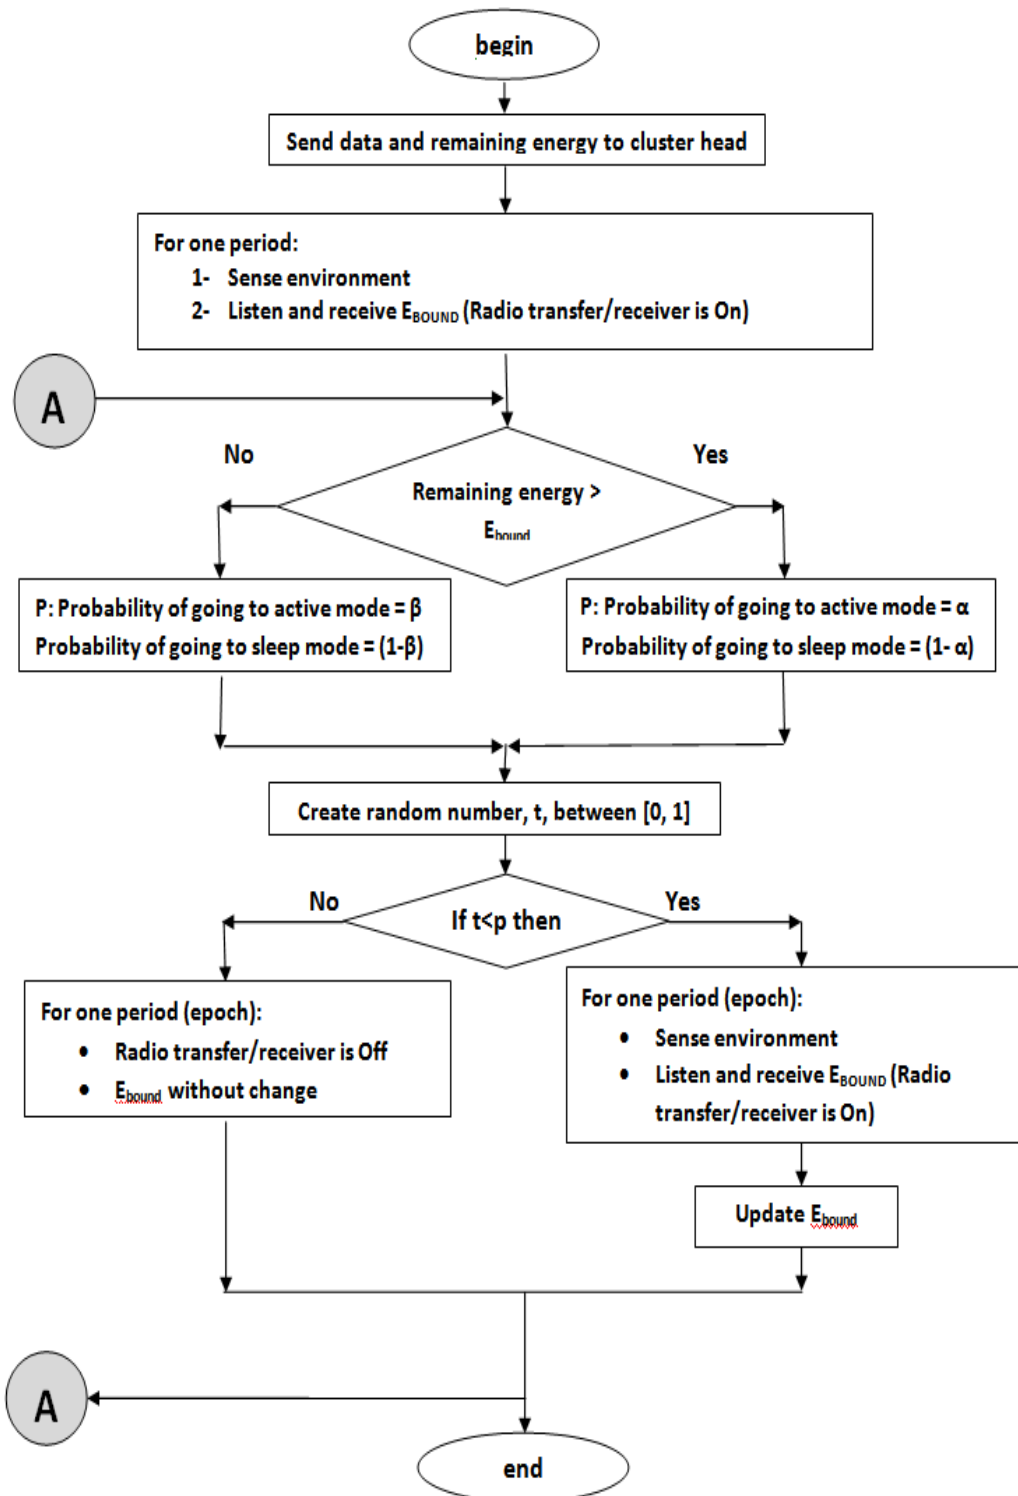 begin
Send data and remaining energy to cluster head
For one period:
1- Sense environment
2- Listen and receive EBOUND (Radio transfer/receiver is On)
A
No
Yes
Remaining energy >
Ebound
P: Probability of going to active mode = β
Probability of going to sleep mode = (1-β)
P: Probability of going to active mode = α
Probability of going to sleep mode = (1- α)
Create random number, t, between [0, 1]
No
Yes
If t<p then
For one period (epoch):
• Radio transfer/receiver is Off
• Ebound without change
For one period (epoch):
• Sense environment
• Listen and receive EBOUND (Radio
transfer/receiver is On)
Update Ebound
A
end